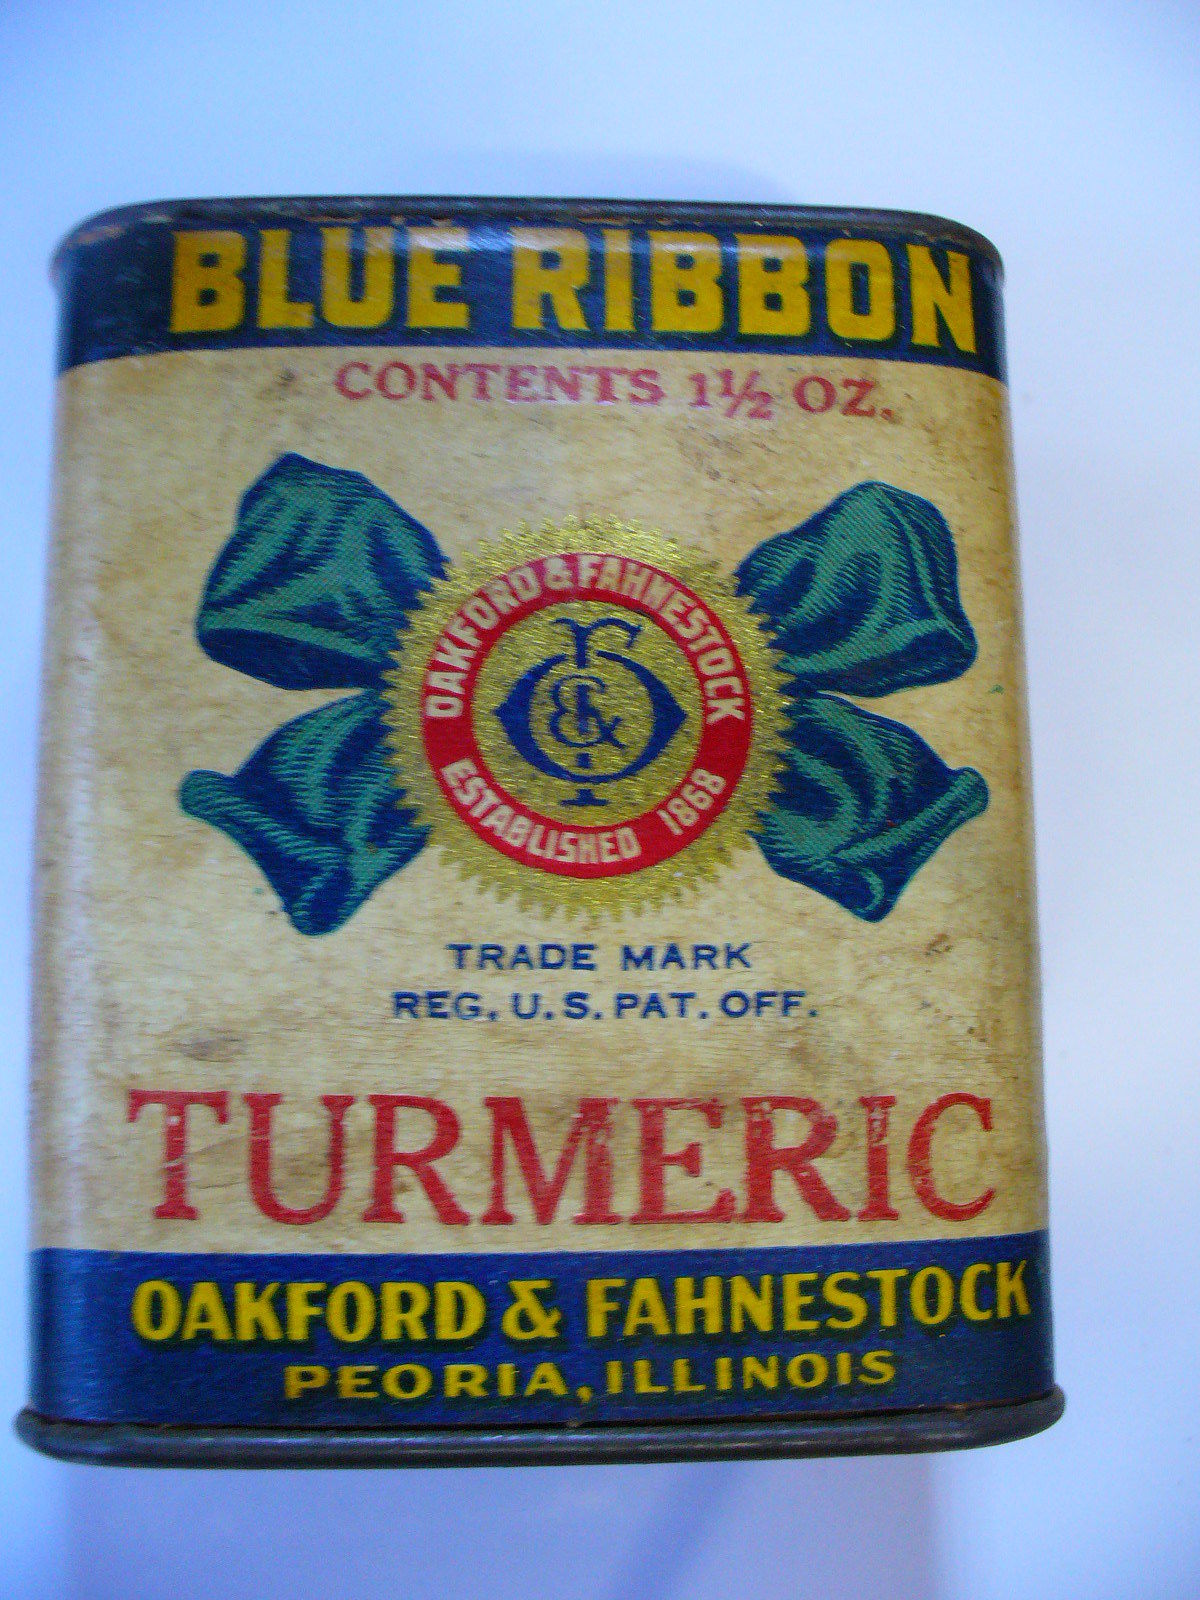 BLUE RIBBON
CONTENTS 1½ OZ.
OAKFORD & FAHNESTOCK
O & F
ESTABLISHED 1868
TRADE MARK
REG. U.S. PAT. OFF.
TURMERIC
OAKFORD & FAHNESTOCK
PEORIA, ILLINOIS